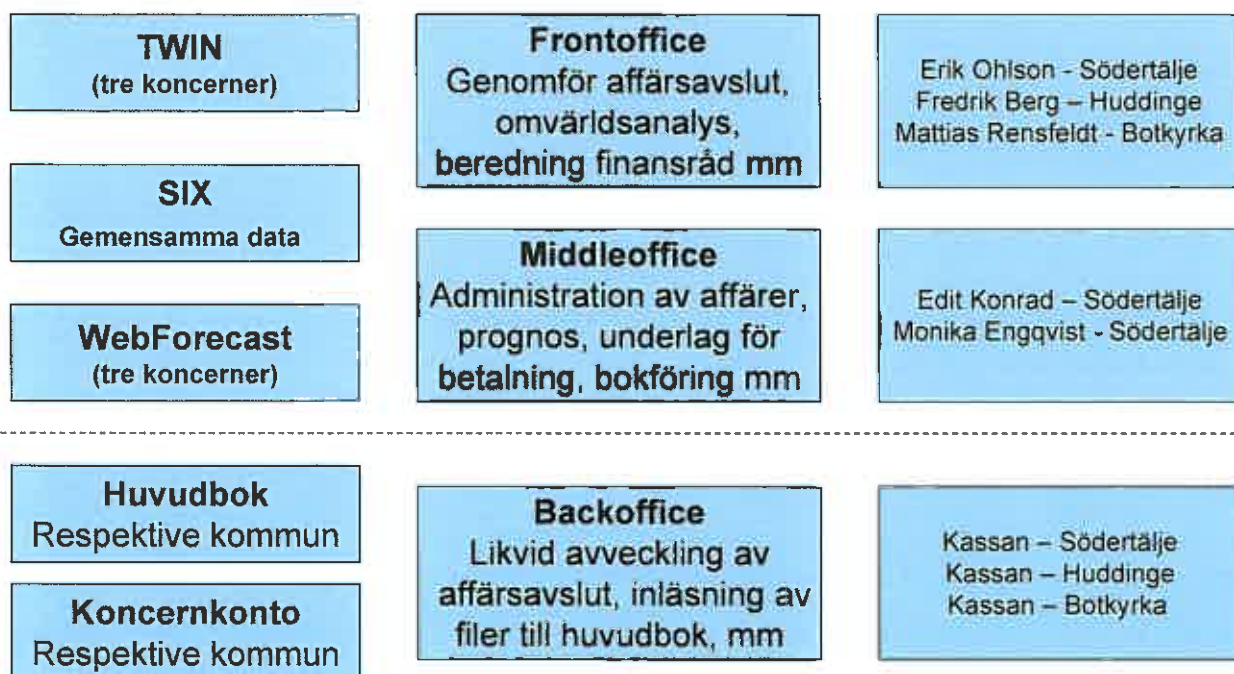 TWIN
(tre koncerner)
Frontoffice
Genomför affärsavslut,
omvärldsanalys,
beredning finansråd mm
Erik Ohlson - Södertälje
Fredrik Berg – Huddinge
Mattias Rensfeldt - Botkyrka
SIX
Gemensamma data
Middleoffice
Administration av affärer,
prognos, underlag för
betalning, bokföring mm
Edit Konrad – Södertälje
Monika Engqvist - Södertälje
WebForecast
(tre koncerner)
Huvudbok
Respektive kommun
Backoffice
Likvid avveckling av
affärsavslut, inläsning av
filer till huvudbok, mm
Kassan – Södertälje
Kassan – Huddinge
Kassan – Botkyrka
Koncernkonto
Respektive kommun